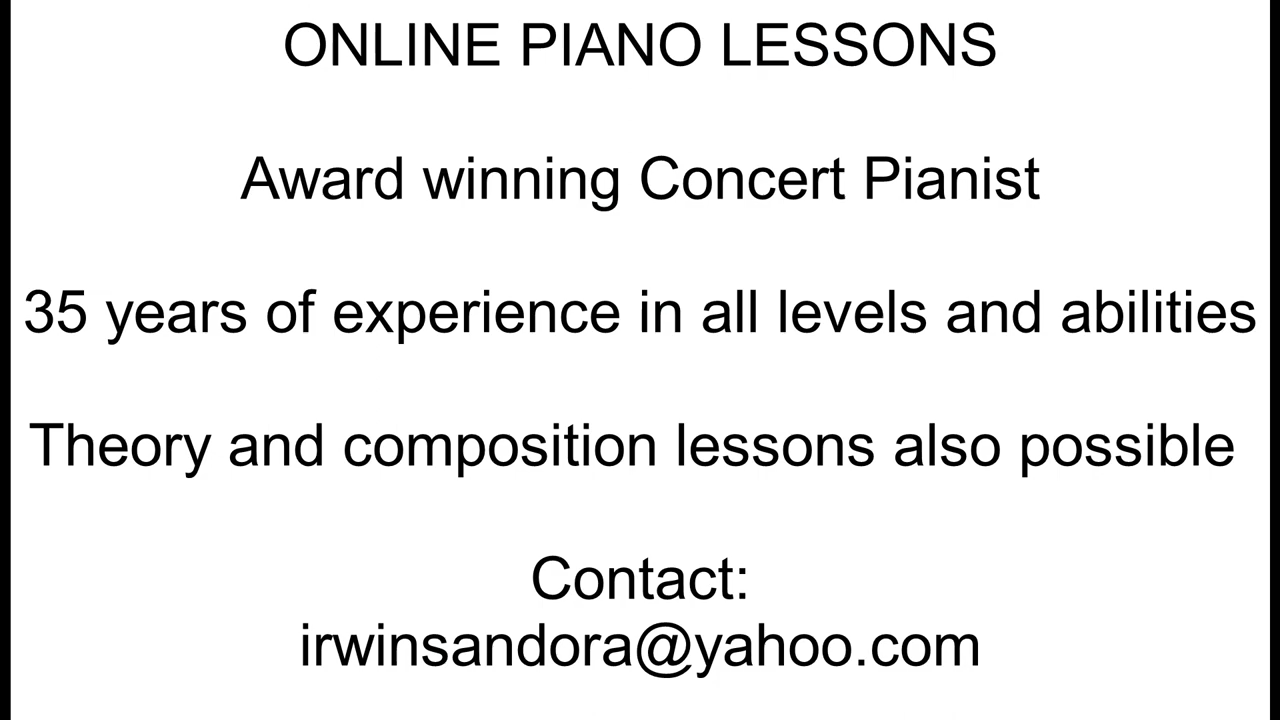 ONLINE PIANO LESSONS
Award winning Concert Pianist
35 years of experience in all levels and abilities
Theory and composition lessons also possible
Contact:
irwinsandora@yahoo.com